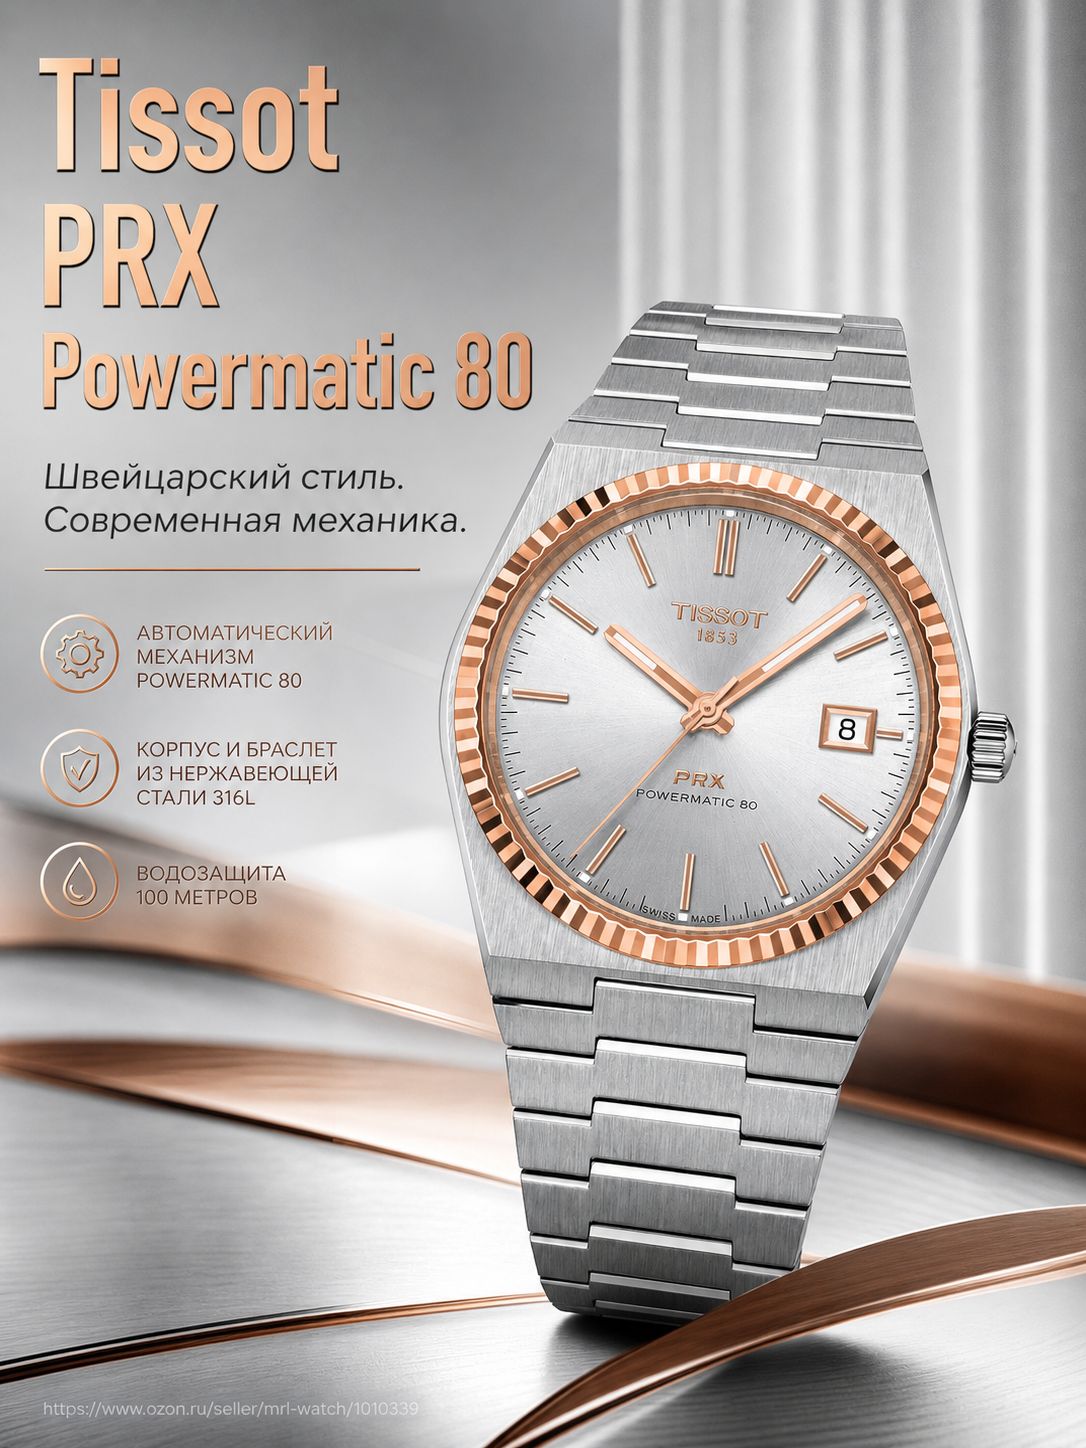 Tissot
PRX
Powermatic 80
Швейцарский стиль.
Современная механика.
АВТОМАТИЧЕСКИЙ
МЕХАНИЗМ
POWERMATIC 80
КОРПУС И БРАСЛЕТ
ИЗ НЕРЖАВЕЮЩЕЙ
СТАЛИ 316L
ВОДОЗАЩИТА
100 МЕТРОВ
TISSOT
1853
8
PRX
POWERMATIC 80
SWISS MADE
https://www.ozon.ru/seller/mrl-watch/1010339